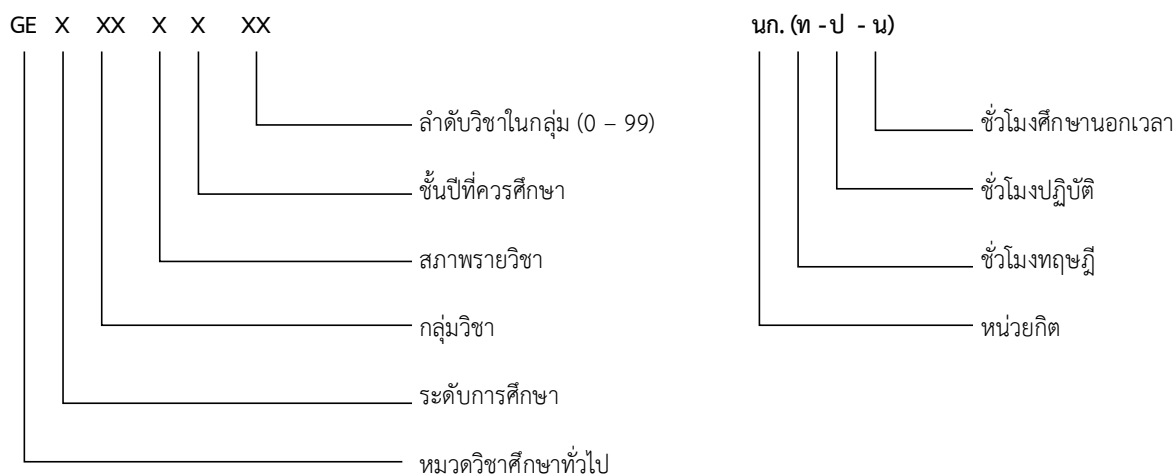 GE X XX X X XX นก. (ท - ป - น)
ลำดับวิชาในกลุ่ม (0 – 99) ชั่วโมงศึกษานอกเวลา
ชั้นปีที่ควรศึกษา ชั่วโมงปฏิบัติ
สภาพรายวิชา ชั่วโมงทฤษฎี
กลุ่มวิชา หน่วยกิต
ระดับการศึกษา
หมวดวิชาศึกษาทั่วไป